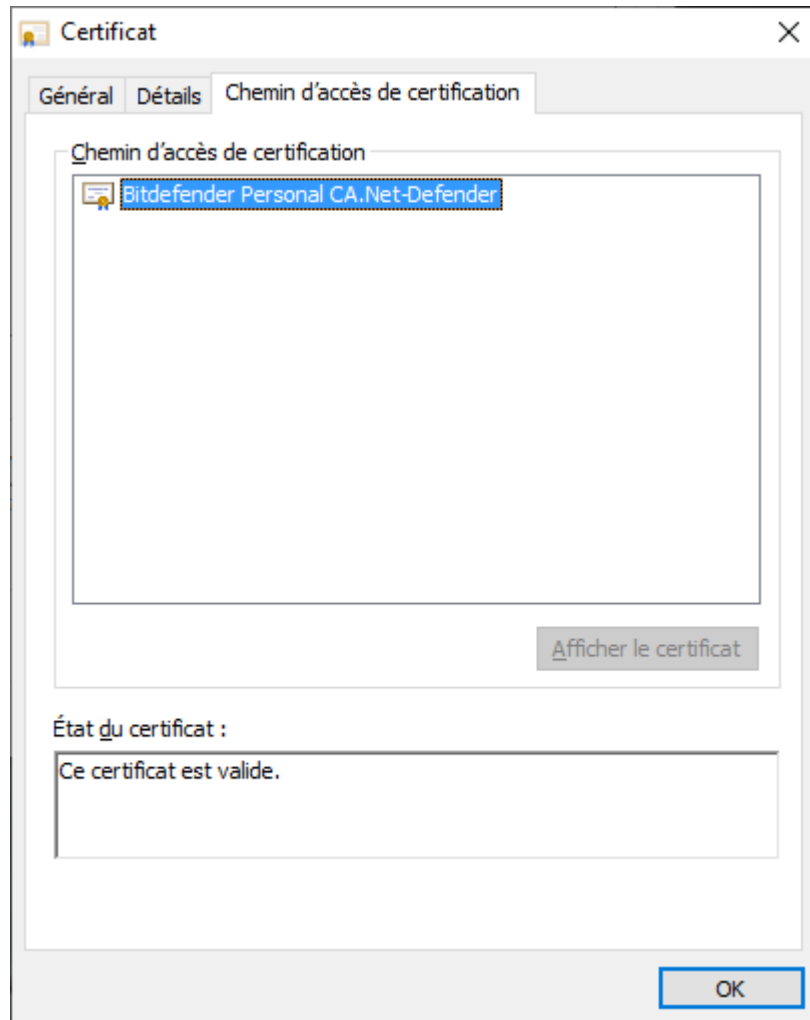 Certificat
Général Détails Chemin d'accès de certification
Chemin d'accès de certification
Bitdefender Personal CA.Net-Defender
Afficher le certificat
État du certificat :
Ce certificat est valide.
OK